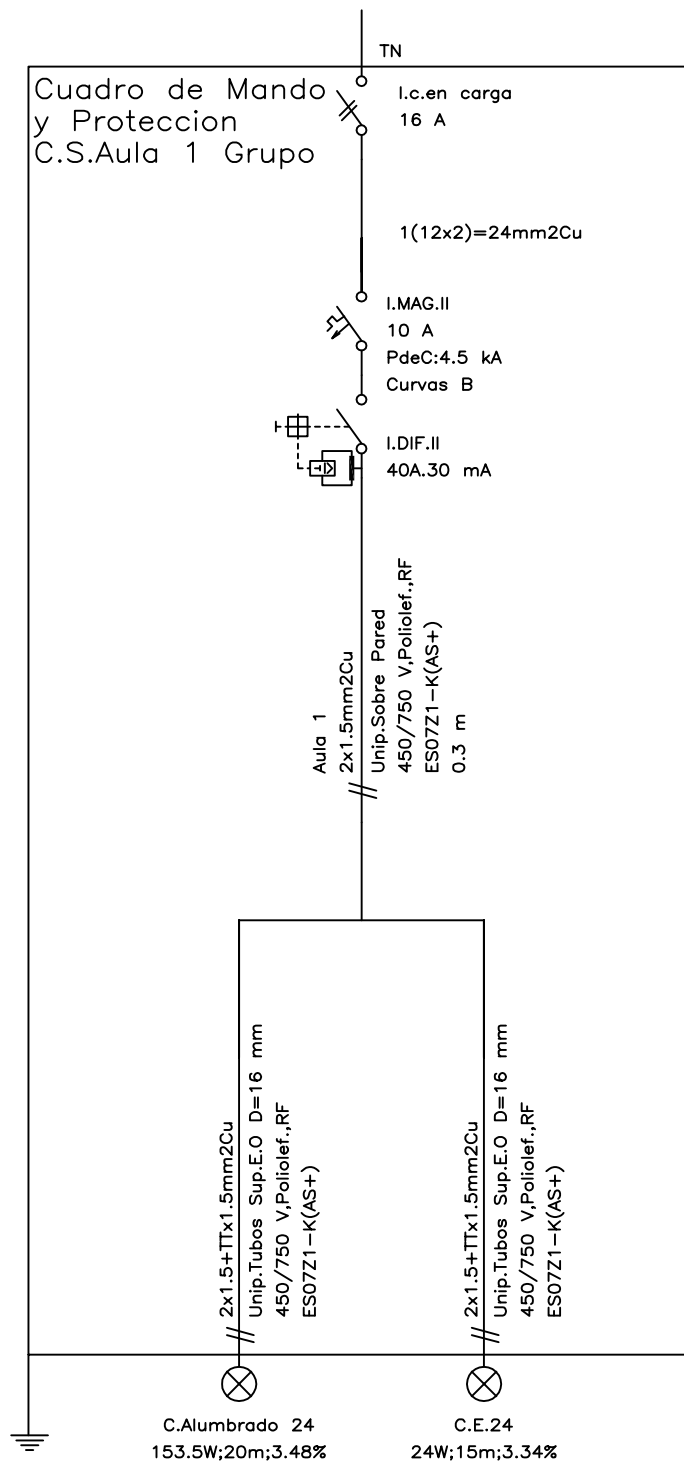 TN
Cuadro de Mando
y Proteccion
C.S.Aula 1 Grupo
I.c.en carga
16 A
1(12x2)=24mm2Cu
I.MAG.II
10 A
PdeC:4.5 kA
Curvas B
I.DIF.II
40A.30 mA
Aula 1
2x1.5mm2Cu
Unip.Sobre Pared
450/750 V,Poliolef.,RF
ES07Z1-K(AS+)
0.3 m
2x1.5+TTx1.5mm2Cu
Unip.Tubos Sup.E.O D=16 mm
450/750 V,Poliolef.,RF
ES07Z1-K(AS+)
2x1.5+TTx1.5mm2Cu
Unip.Tubos Sup.E.O D=16 mm
450/750 V,Poliolef.,RF
ES07Z1-K(AS+)
C.Alumbrado 24
153.5W;20m;3.48%
C.E.24
24W;15m;3.34%